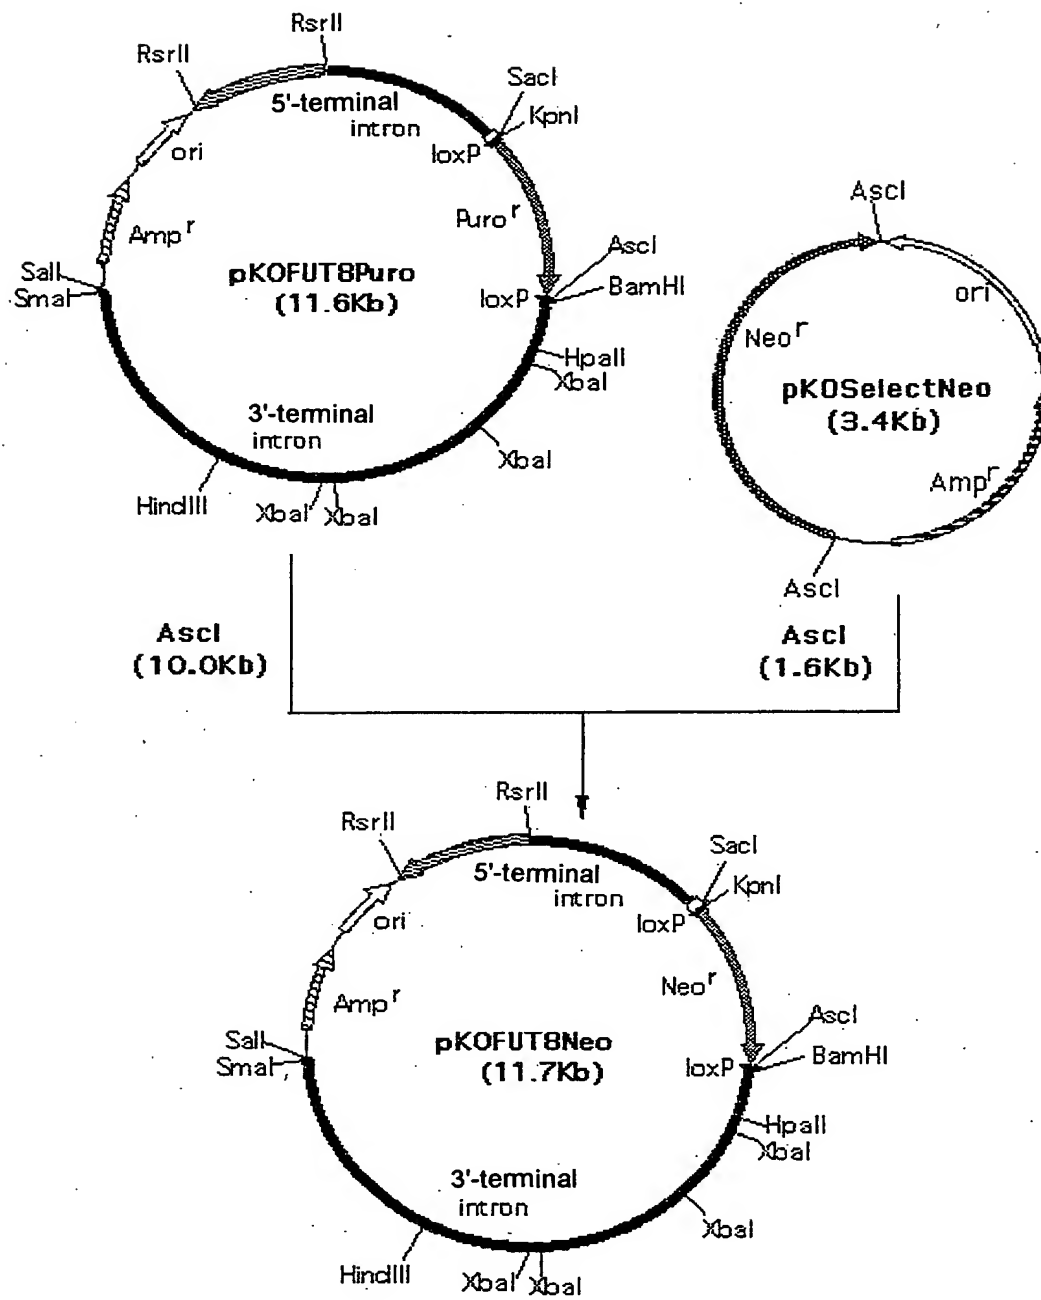 RsrII
RsrII
SacI
KpnI
5'-terminal
intron
loxP
ori
Amp r
Puro r
SalI
SmaI
pKOFUT8Puro
(11.6Kb)
AscI
loxP
BamHI
HpaII
XbaI
3'-terminal
intron
XbaI
HindIII
XbaI
XbaI
AscI
ori
Neo r
pKOSelectNeo
(3.4Kb)
Amp r
AscI
AscI
(10.0Kb)
AscI
(1.6Kb)
RsrII
RsrII
SacI
KpnI
5'-terminal
intron
loxP
ori
Amp r
Neo r
SalI
SmaI
pKOFUT8Neo
(11.7Kb)
AscI
loxP
BamHI
HpaII
XbaI
3'-terminal
intron
XbaI
HindIII
XbaI
XbaI